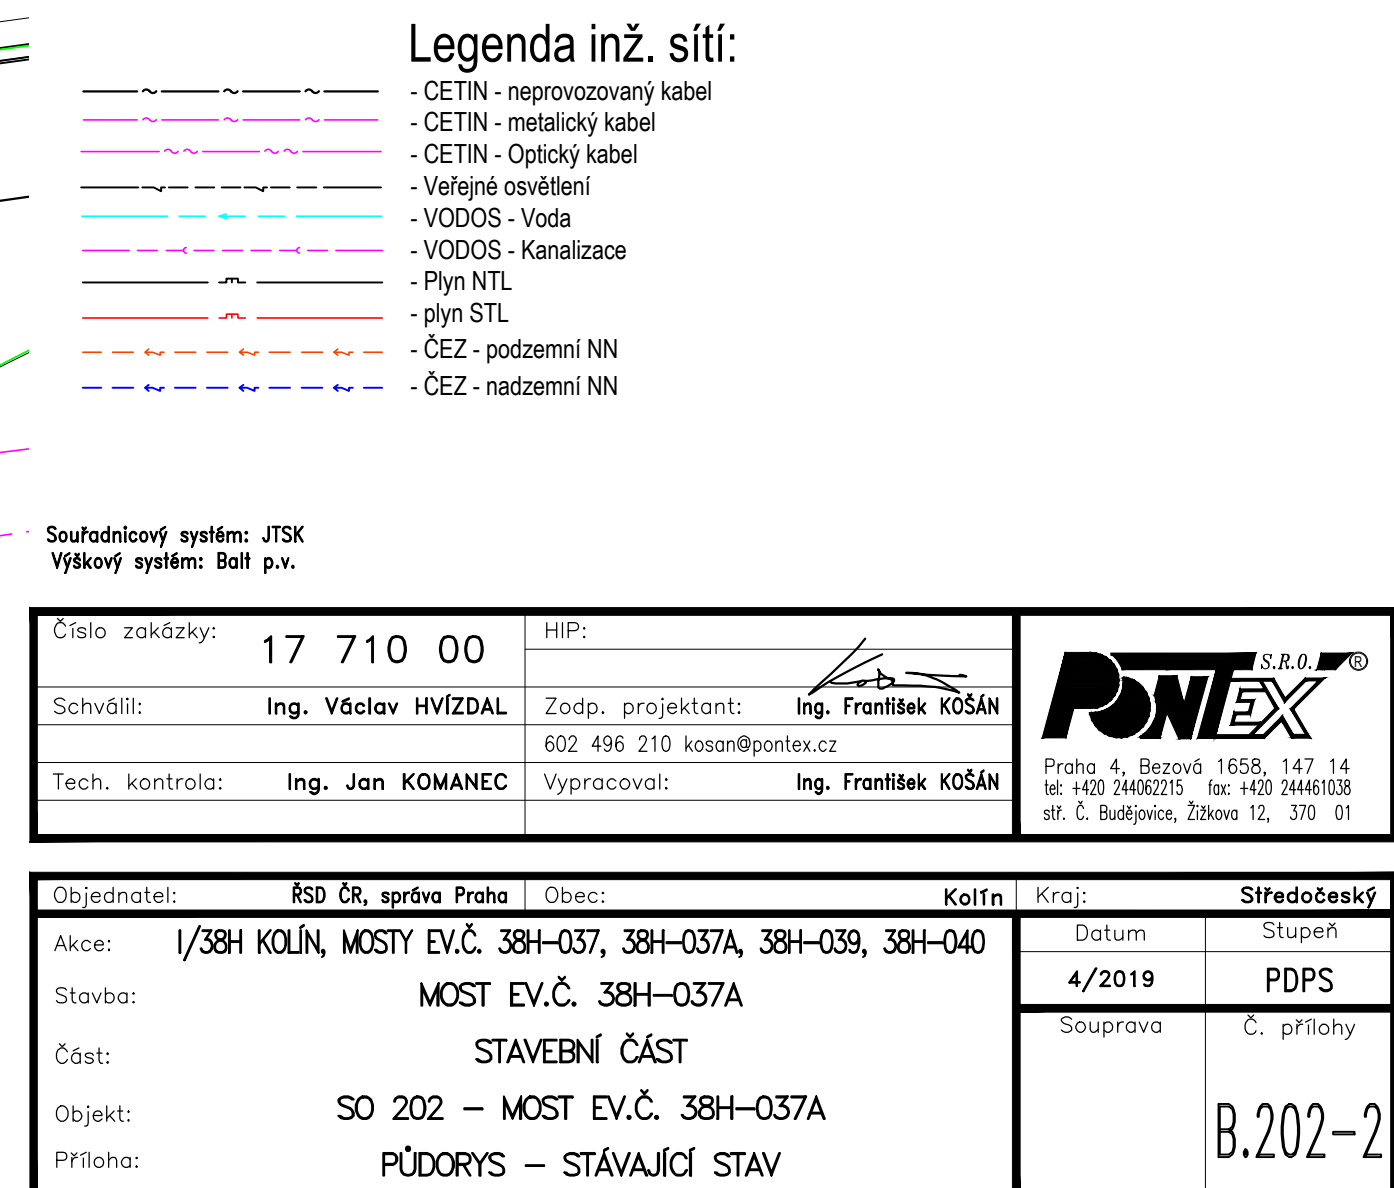 Legenda inž. sítí:
- CETIN - neprovozovaný kabel
- CETIN - metalický kabel
- CETIN - Optický kabel
- Veřejné osvětlení
- VODOS - Voda
- VODOS - Kanalizace
- Plyn NTL
- plyn STL
- ČEZ - podzemní NN
- ČEZ - nadzemní NN
Souřadnicový systém: JTSK
Výškový systém: Balt p.v.
Číslo zakázky: 17 710 00
HIP:
Schválil: Ing. Václav HVÍZDAL
Zodp. projektant: Ing. František KOŠÁN
602 496 210 kosan@pontex.cz
Tech. kontrola: Ing. Jan KOMANEC
Vypracoval: Ing. František KOŠÁN
PONTEX S.R.O. ®
Praha 4, Bezová 1658, 147 14
tel: +420 244062215 fax: +420 244461038
stř. Č. Budějovice, Žižkova 12, 370 01
Objednatel: ŘSD ČR, správa Praha
Obec: Kolín
Kraj: Středočeský
Akce: I/38H KOLÍN, MOSTY EV.Č. 38H-037, 38H-037A, 38H-039, 38H-040
Stavba: MOST EV.Č. 38H-037A
Část: STAVEBNÍ ČÁST
Objekt: SO 202 - MOST EV.Č. 38H-037A
Příloha: PŮDORYS - STÁVAJÍCÍ STAV
Datum
Stupeň
4/2019
PDPS
Souprava
Č. přílohy
B.202-2